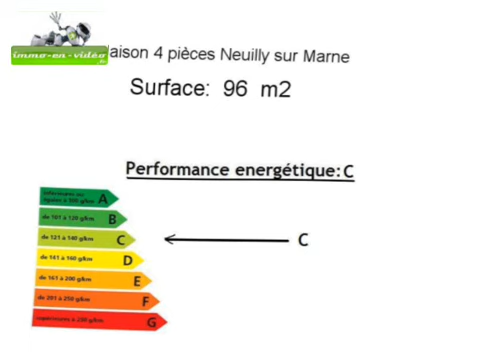 immo-en-vidéo
aison 4 pièces Neuilly sur Marne
Surface: 96 m2
Performance energétique:C
A
de 101 à 120 g/km B
de 121 à 140 g/km C
C
de 141 à 160 g/km D
de 161 à 200 g/km E
de 201 à 250 g/km F
G